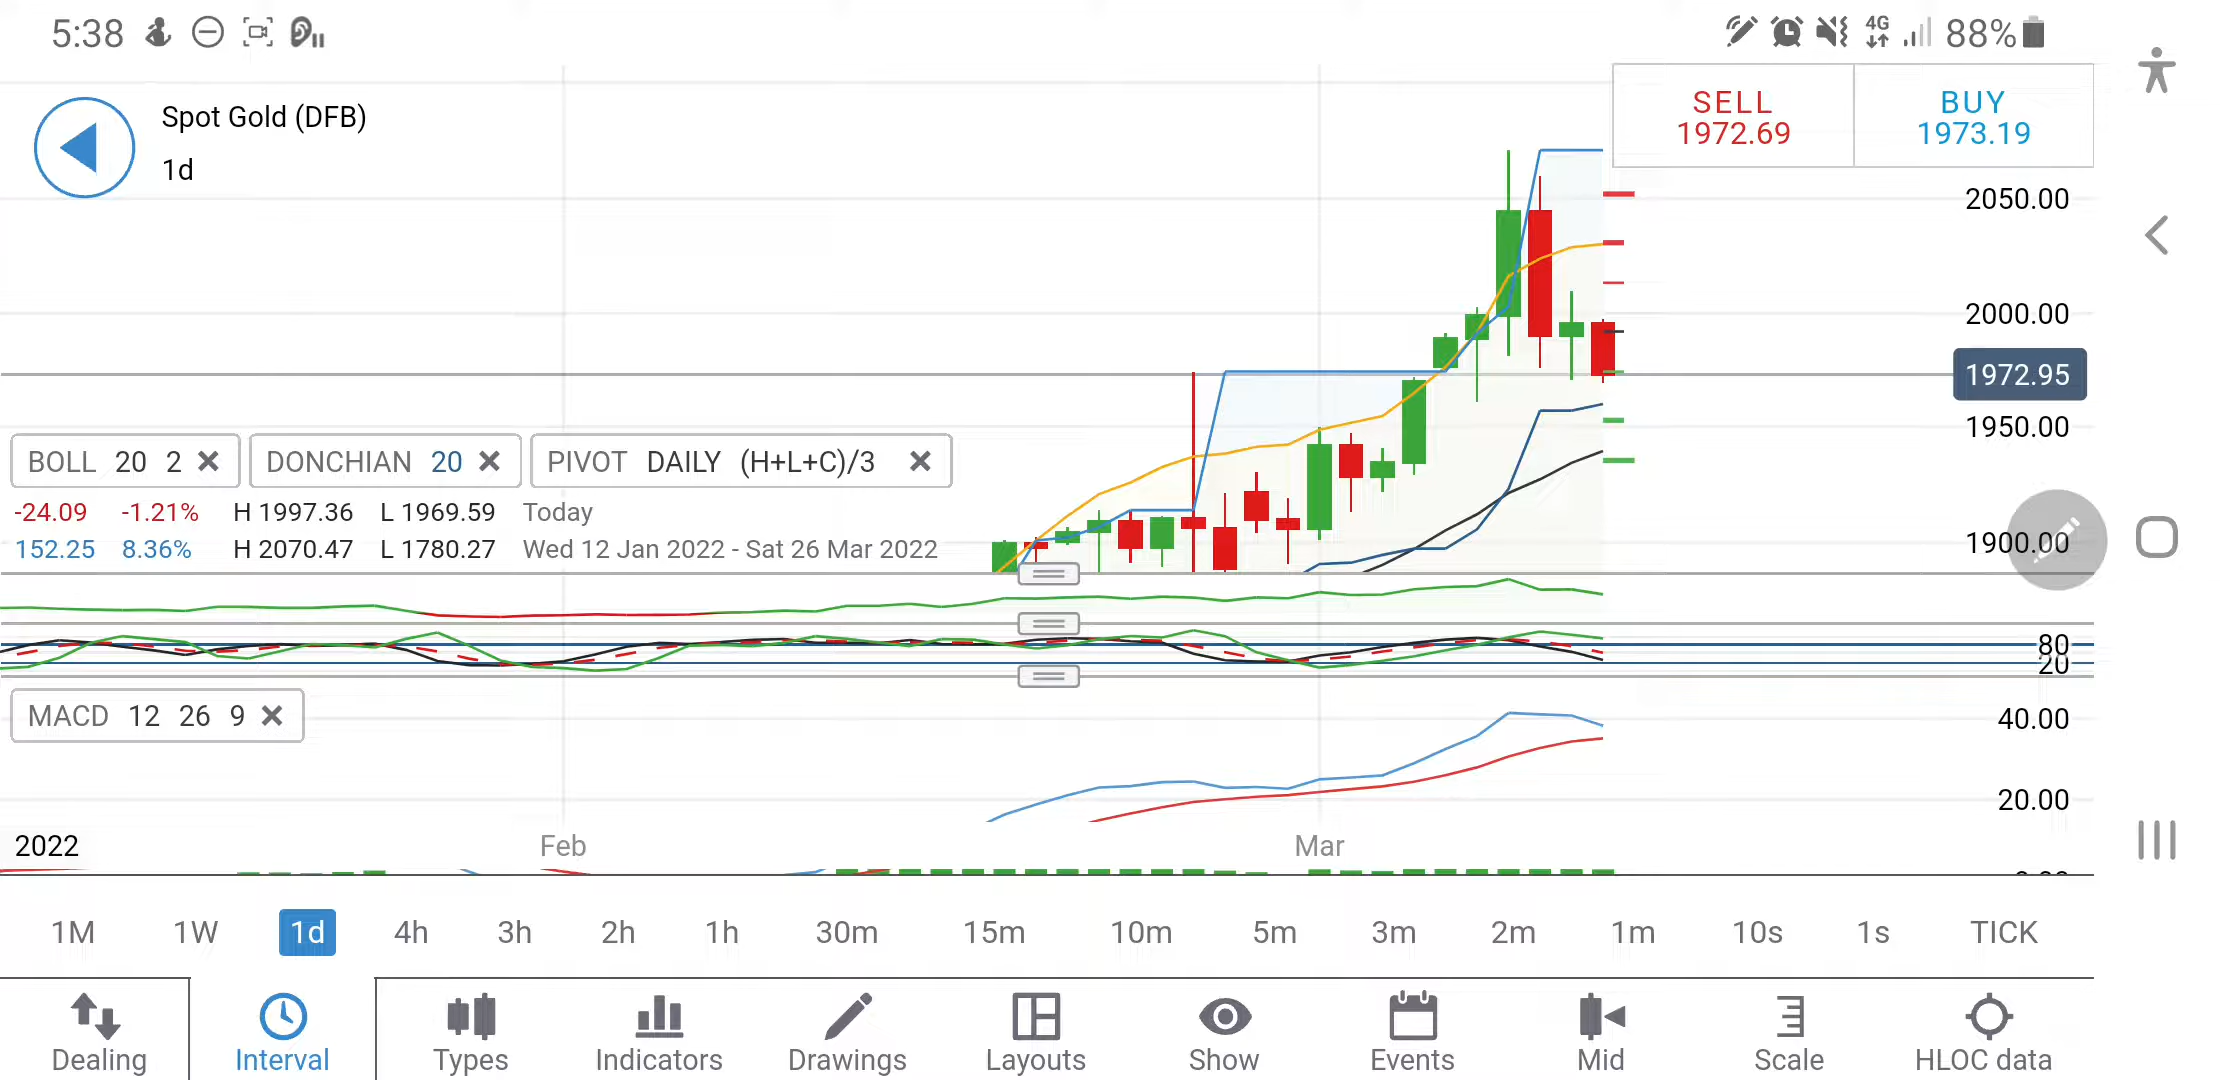 5:38
4G
88%
Spot Gold (DFB)
1d
SELL
1972.69
BUY
1973.19
2050.00
2000.00
1972.95
1950.00
1900.00
BOLL 20 2
DONCHIAN 20
PIVOT DAILY (H+L+C)/3
-24.09 -1.21% H 1997.36 L 1969.59 Today
152.25 8.36% H 2070.47 L 1780.27 Wed 12 Jan 2022 - Sat 26 Mar 2022
80
20
MACD 12 26 9
40.00
20.00
2022 Feb Mar
1M 1W 1d 4h 3h 2h 1h 30m 15m 10m 5m 3m 2m 1m 10s 1s TICK
Dealing Interval Types Indicators Drawings Layouts Show Events Mid Scale HLOC data